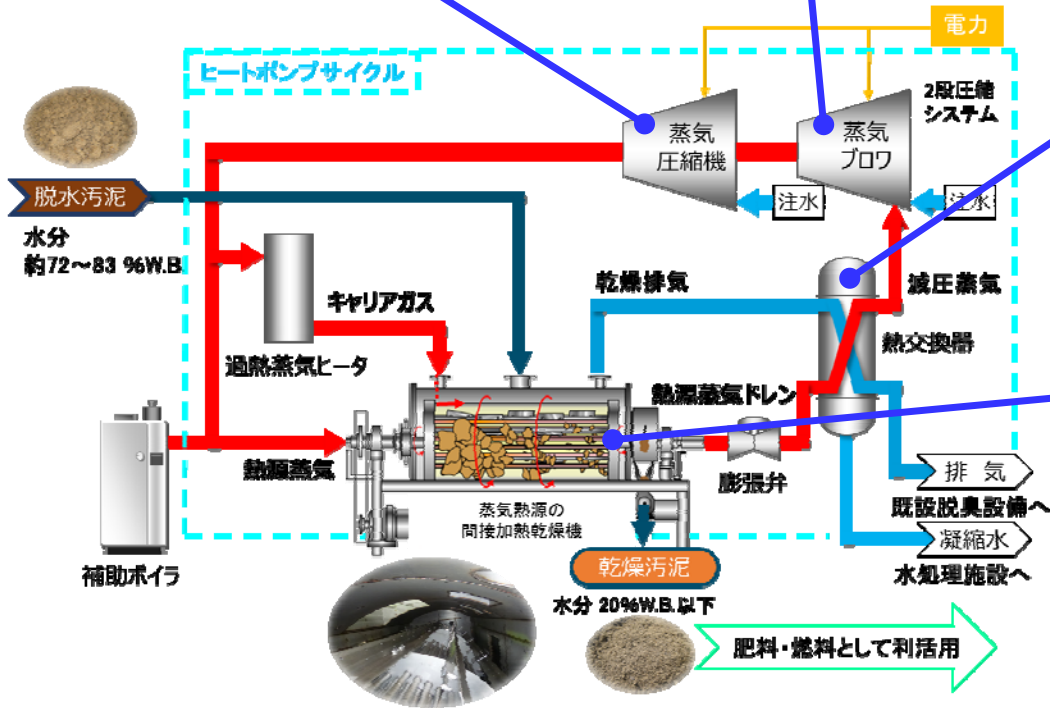 電力
ヒートポンプサイクル
2段圧縮
システム
蒸気
圧縮機
蒸気
ブロワ
脱水汚泥
注水
注水
水分
約72～83 %W.B
乾燥排気
減圧蒸気
キャリアガス
熱交換器
過熱蒸気ヒータ
熱源蒸気ドレン
熱源蒸気
膨張弁
排 気
既設脱臭設備へ
蒸気熱源の
間接加熱乾燥機
凝縮水
補助ボイラ
乾燥汚泥
水処理施設へ
水分 20%W.B.以下
肥料・燃料として利活用